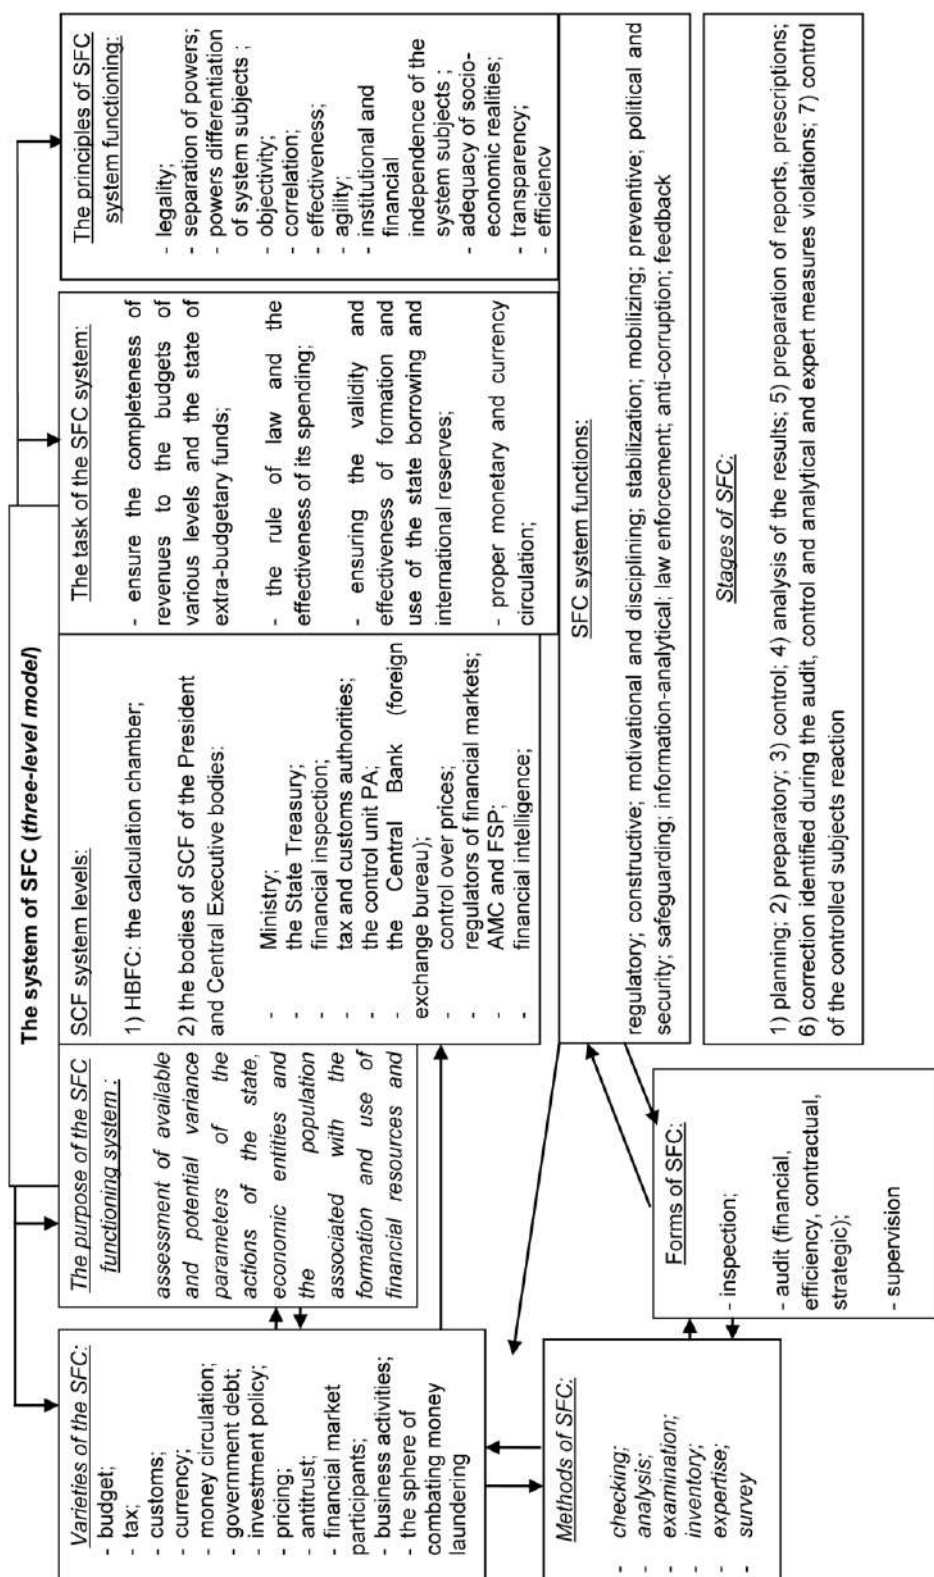 The system of SFC (three-level model)
Varieties of the SFC:
- budget;
- tax;
- customs;
- currency;
- money circulation;
- government debt;
- investment policy;
- pricing;
- antitrust;
- financial market
participants;
- business activities;
- the sphere of
combating money
laundering
The purpose of the SFC
functioning system :
assessment of available
and potential variance
parameters of the
actions of the state,
economic entities and
the population
associated with the
formation and use of
financial resources and
SCF system levels:
1) HBFC: the calculation chamber;
2) the bodies of SCF of the President
and Central Executive bodies:
- Ministry;
- the State Treasury;
- financial inspection;
- tax and customs authorities;
- the control unit PA;
- the Central Bank (foreign
exchange bureau);
- control over prices;
- regulators of financial markets;
- AMC and FSP;
- financial intelligence;
The task of the SFC system:
- ensure the completeness of
revenues to the budgets of
various levels and the state of
extra-budgetary funds;
- the rule of law and the
effectiveness of its spending;
- ensuring the validity and
effectiveness of formation and
use of the state borrowing and
international reserves;
- proper monetary and currency
circulation;
The principles of SFC
system functioning:
- legality;
- separation of powers;
- powers differentiation
of system subjects ;
- objectivity;
- correlation;
- effectiveness;
- agility;
- institutional and
financial
independence of the
system subjects ;
- adequacy of socio-
economic realities;
- transparency;
- efficiency
Methods of SFC:
- checking;
- analysis;
- examination;
- inventory;
- expertise;
- survey
Forms of SFC:
- inspection;
- audit (financial,
efficiency, contractual,
strategic);
- supervision
SFC system functions:
regulatory; constructive; motivational and disciplining; stabilization; mobilizing; preventive; political and
security; safeguarding; information-analytical; law enforcement; anti-corruption; feedback
Stages of SFC:
1) planning; 2) preparatory; 3) control; 4) analysis of the results; 5) preparation of reports, prescriptions;
6) correction identified during the audit, control and analytical and expert measures violations; 7) control
of the controlled subjects reaction